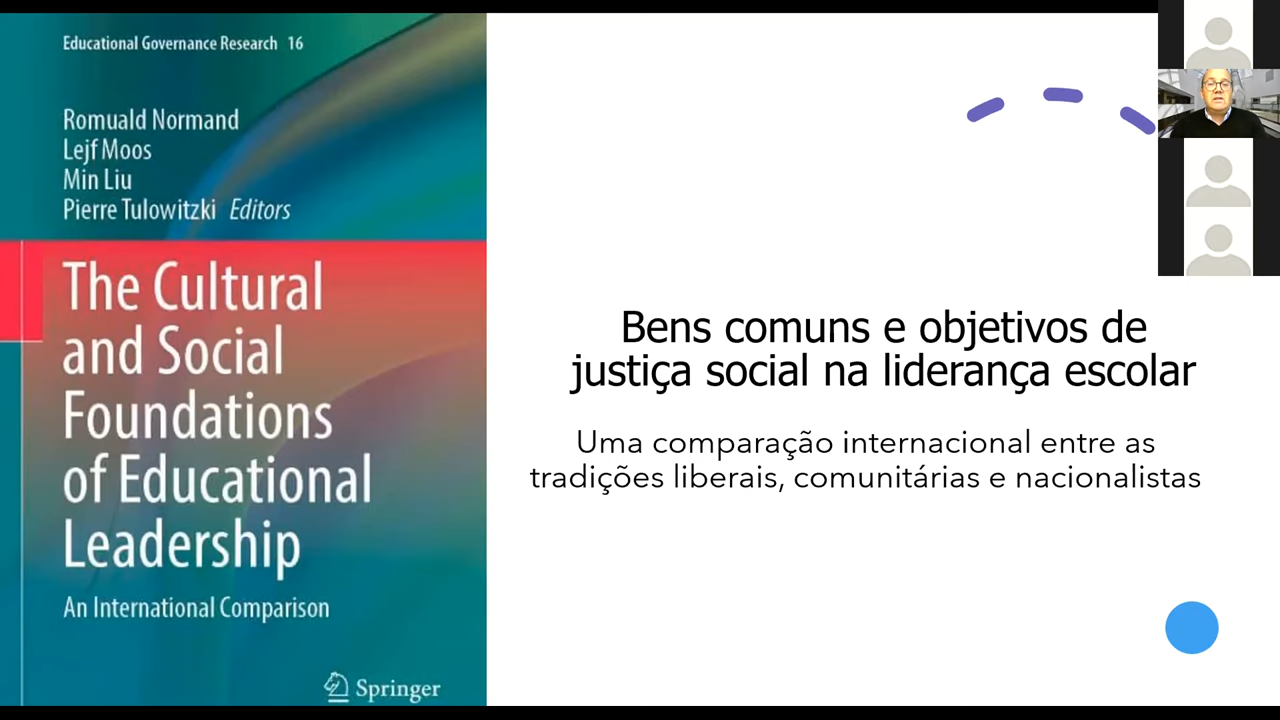 Educational Governance Research 16
Romuald Normand
Lejf Moos
Min Liu
Pierre Tulowitzki Editors
The Cultural
and Social
Foundations
of Educational
Leadership
An International Comparison
Springer
Bens comuns e objetivos de
justiça social na liderança escolar
Uma comparação internacional entre as
tradições liberais, comunitárias e nacionalistas